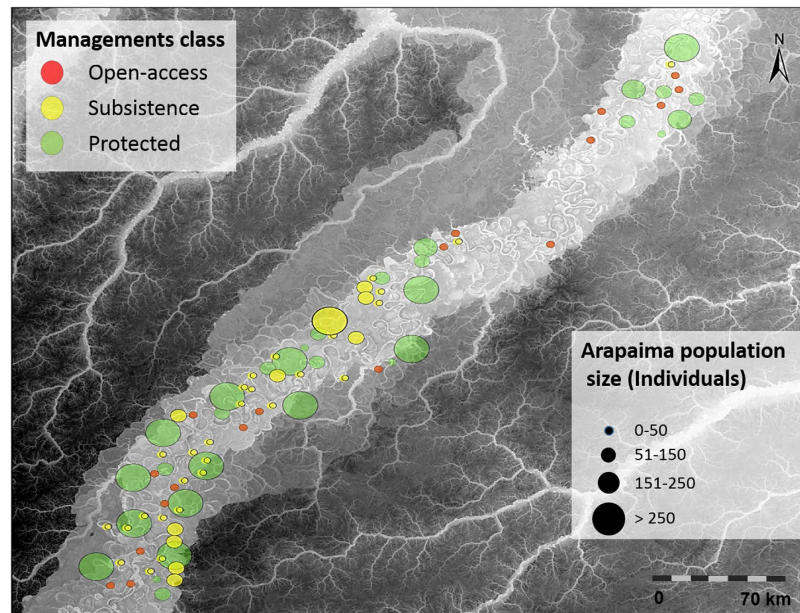 Managements class
Open-access
Subsistence
Protected
N
Arapaima population
size (Individuals)
0-50
51-150
151-250
> 250
0 70 km